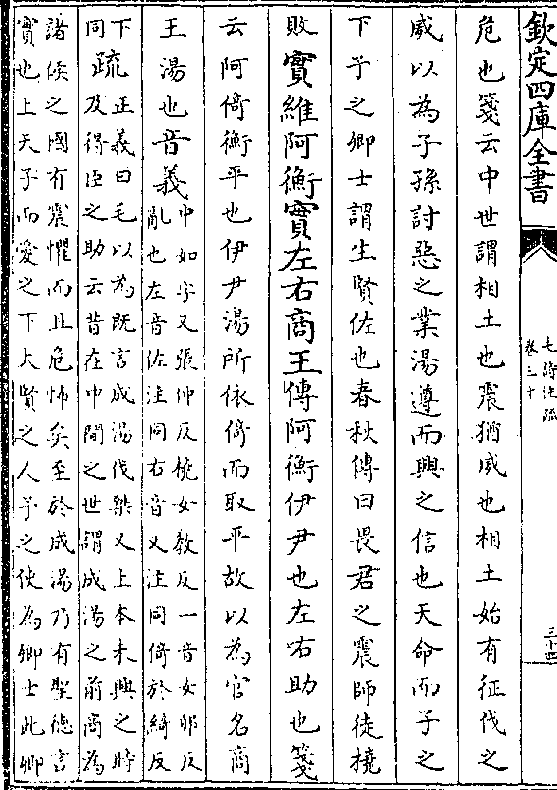 欽定四庫全書
毛詩注疏
卷三十
三十四
危也箋云中世謂相土也震猶威也相土始有征伐之
威以為子孫討惡之業湯遵而興之信也天命而子之
下予之卿士謂生賢佐也春秋傳曰畏君之震師徒橈
敗實維阿衡實左右商王傳阿衡伊尹也左右助也箋
云阿倚衡平也伊尹湯所依倚而取平故以為官名商
王湯也音義中如字又張仲反橈女教反一音女卯反
亂也左音佐注同右音又注同倚於綺反
下疏正義曰毛以為既言成湯伐桀又上本未興之時
同及得臣之助云昔在中間之世謂成湯之前商為
諸侯之國有震懼而且危怖矣至於成湯乃有聖德言
實也上天子而愛之下大賢之人予之使為卿士此卿